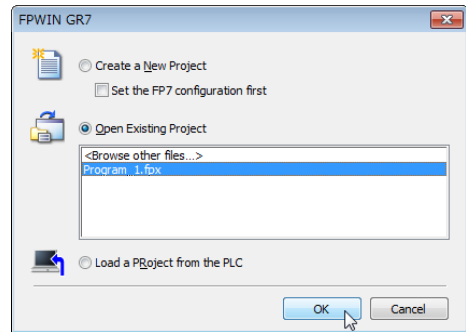 FPWIN GR7
Create a New Project
Set the FP7 configuration first
Open Existing Project
<Browse other files...>
Program_1.fpx
Load a PRoject from the PLC
OK
Cancel